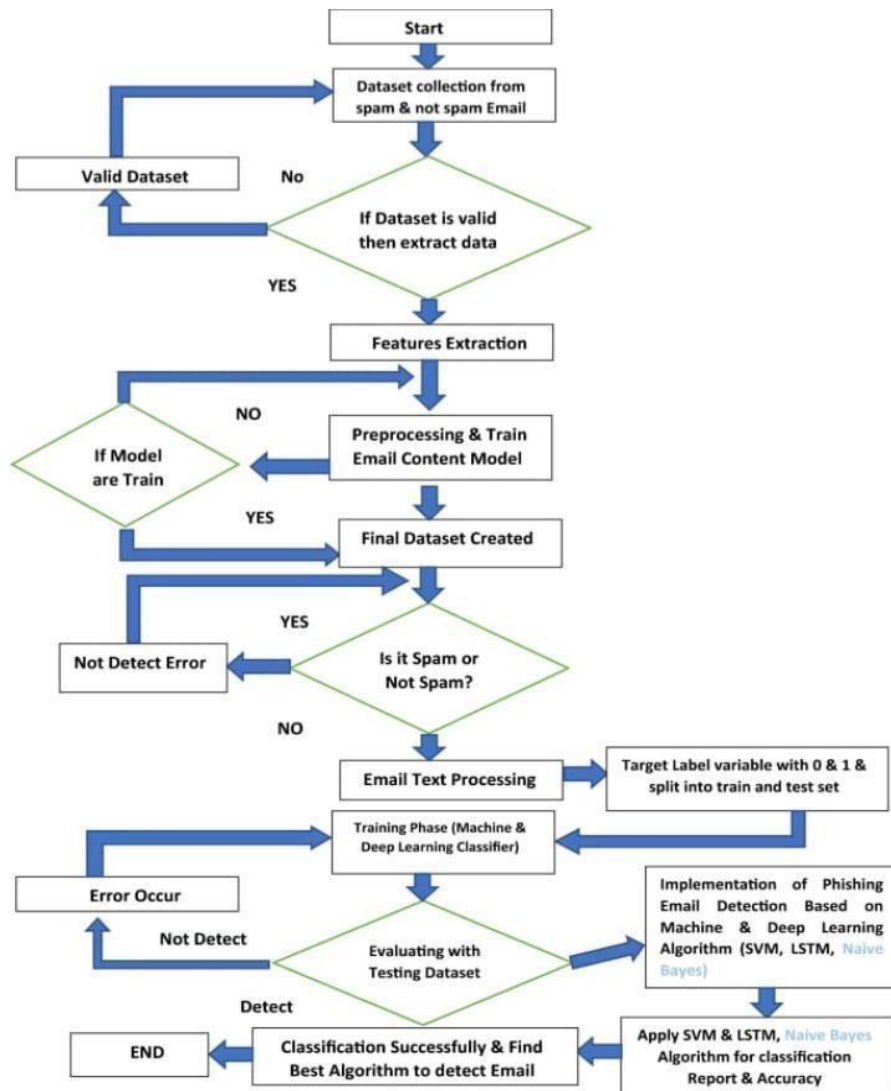 Start
Dataset collection from
spam & not spam Email
Valid Dataset
No
If Dataset is valid
then extract data
YES
Features Extraction
NO
Preprocessing & Train
Email Content Model
If Model
are Train
YES
Final Dataset Created
YES
Not Detect Error
Is it Spam or
Not Spam?
NO
Email Text Processing
Target Label variable with 0 & 1 &
split into train and test set
Training Phase (Machine &
Deep Learning Classifier)
Error Occur
Not Detect
Evaluating with
Testing Dataset
Implementation of Phishing
Email Detection Based on
Machine & Deep Learning
Algorithm (SVM, LSTM, Naive
Bayes)
Detect
END
Classification Successfully & Find
Best Algorithm to detect Email
Apply SVM & LSTM, Naive Bayes
Algorithm for classification
Report & Accuracy